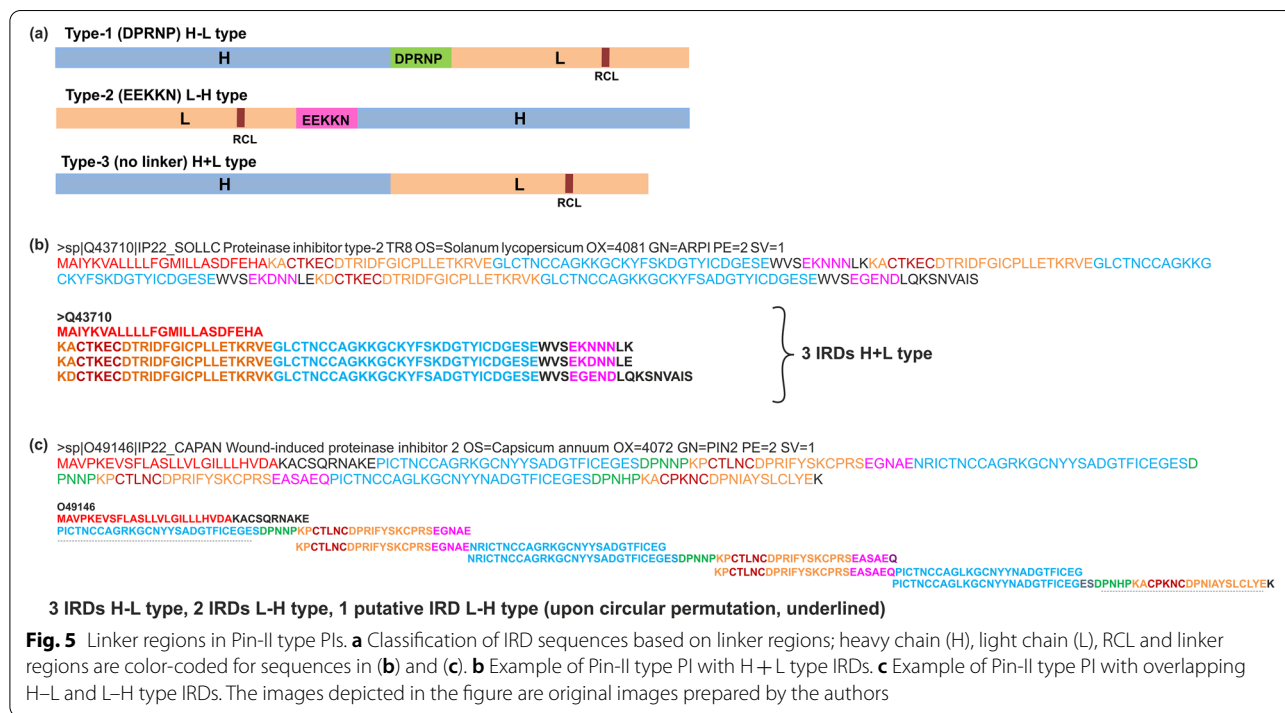 (a) Type-1 (DPRNP) H-L type
H DPRNP L
RCL
Type-2 (EEKKN) L-H type
L EEKKN H
RCL
Type-3 (no linker) H+L type
H L
RCL
(b) >sp|Q43710|IP22_SOLLC Proteinase inhibitor type-2 TR8 OS=Solanum lycopersicum OX=4081 GN=ARPI PE=2 SV=1
MAIYKVALLLLFGMILLASDFEHAKACTKECDTRIDFGICPLLETKRVEGLCTNCCAGKKGCKYFSKDGTYICDGESEWVSEKNNNLKKACTKECDTRIDFGICPLLETKRVEGLCTNCCAGKKG
CKYFSKDGTYICDGESEWVSEKDNNLEKDCTKECDTRIDFGICPLLETKRVKGLCTNCCAGKKGCKYFSADGTYICDGESEWVSEGENDLQKSNVAIS
>Q43710
MAIYKVALLLLFGMILLASDFEHA
KACTKECDTRIDFGICPLLETKRVEGLCTNCCAGKKGCKYFSKDGTYICDGESEWVSEKNNNLK
KACTKECDTRIDFGICPLLETKRVEGLCTNCCAGKKGCKYFSKDGTYICDGESEWVSEKDNNLE
KDCTKECDTRIDFGICPLLETKRVKGLCTNCCAGKKGCKYFSADGTYICDGESEWVSEGENDLQKSNVAIS
3 IRDs H+L type
(c) >sp|O49146|IP22_CAPAN Wound-induced proteinase inhibitor 2 OS=Capsicum annuum OX=4072 GN=PIN2 PE=2 SV=1
MAVPKEVSFLASLLVLGILLLHVDAKACSQRNAKEPICTNCCAGRKGCNYYSADGTFICEGESDPNNPKPCTLNCDPRIFYSKCPRSEGNAENRICTNCCAGRKGCNYYSADGTFICEGESD
PNNPKPCTLNCDPRIFYSKCPRSEASAEQPICTNCCAGLKGCNYYNADGTFICEGESDPNHPKACPKNCDPNIAYSLCLYEK
O49146
MAVPKEVSFLASLLVLGILLLHVDAKACSQRNAKE
PICTNCCAGRKGCNYYSADGTFICEGESDPNNPKPCTLNCDPRIFYSKCPRSEGNAE
KPCTLNCDPRIFYSKCPRSEGNAENRICTNCCAGRKGCNYYSADGTFICEG
NRICTNCCAGRKGCNYYSADGTFICEGESDPNNPKPCTLNCDPRIFYSKCPRSEASAEQ
KPCTLNCDPRIFYSKCPRSEASAEQPICTNCCAGLKGCNYYNADGTFICEG
PICTNCCAGLKGCNYYNADGTFICEGESDPNHPKACPKNCDPNIAYSLCLYEK
3 IRDs H-L type, 2 IRDs L-H type, 1 putative IRD L-H type (upon circular permutation, underlined)
Fig. 5 Linker regions in Pin-II type PIs. a Classification of IRD sequences based on linker regions; heavy chain (H), light chain (L), RCL and linker
regions are color-coded for sequences in (b) and (c). b Example of Pin-II type PI with H + L type IRDs. c Example of Pin-II type PI with overlapping
H–L and L–H type IRDs. The images depicted in the figure are original images prepared by the authors